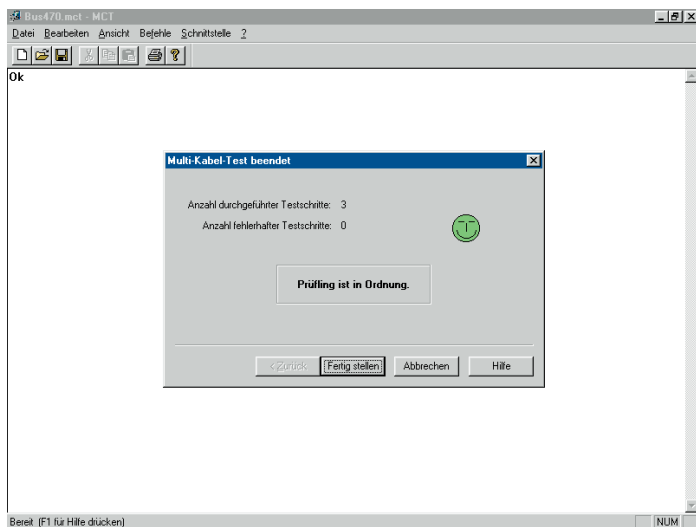 Bus470.mct - MCT
Datei Bearbeiten Ansicht Befehle Schnittstelle ?
Ok
Multi-Kabel-Test beendet
Anzahl durchgeführter Testschritte: 3
Anzahl fehlerhafter Testschritte: 0
Prüfling ist in Ordnung.
< Zurück Fertig stellen Abbrechen Hilfe
Bereit (F1 für Hilfe drücken) NUM